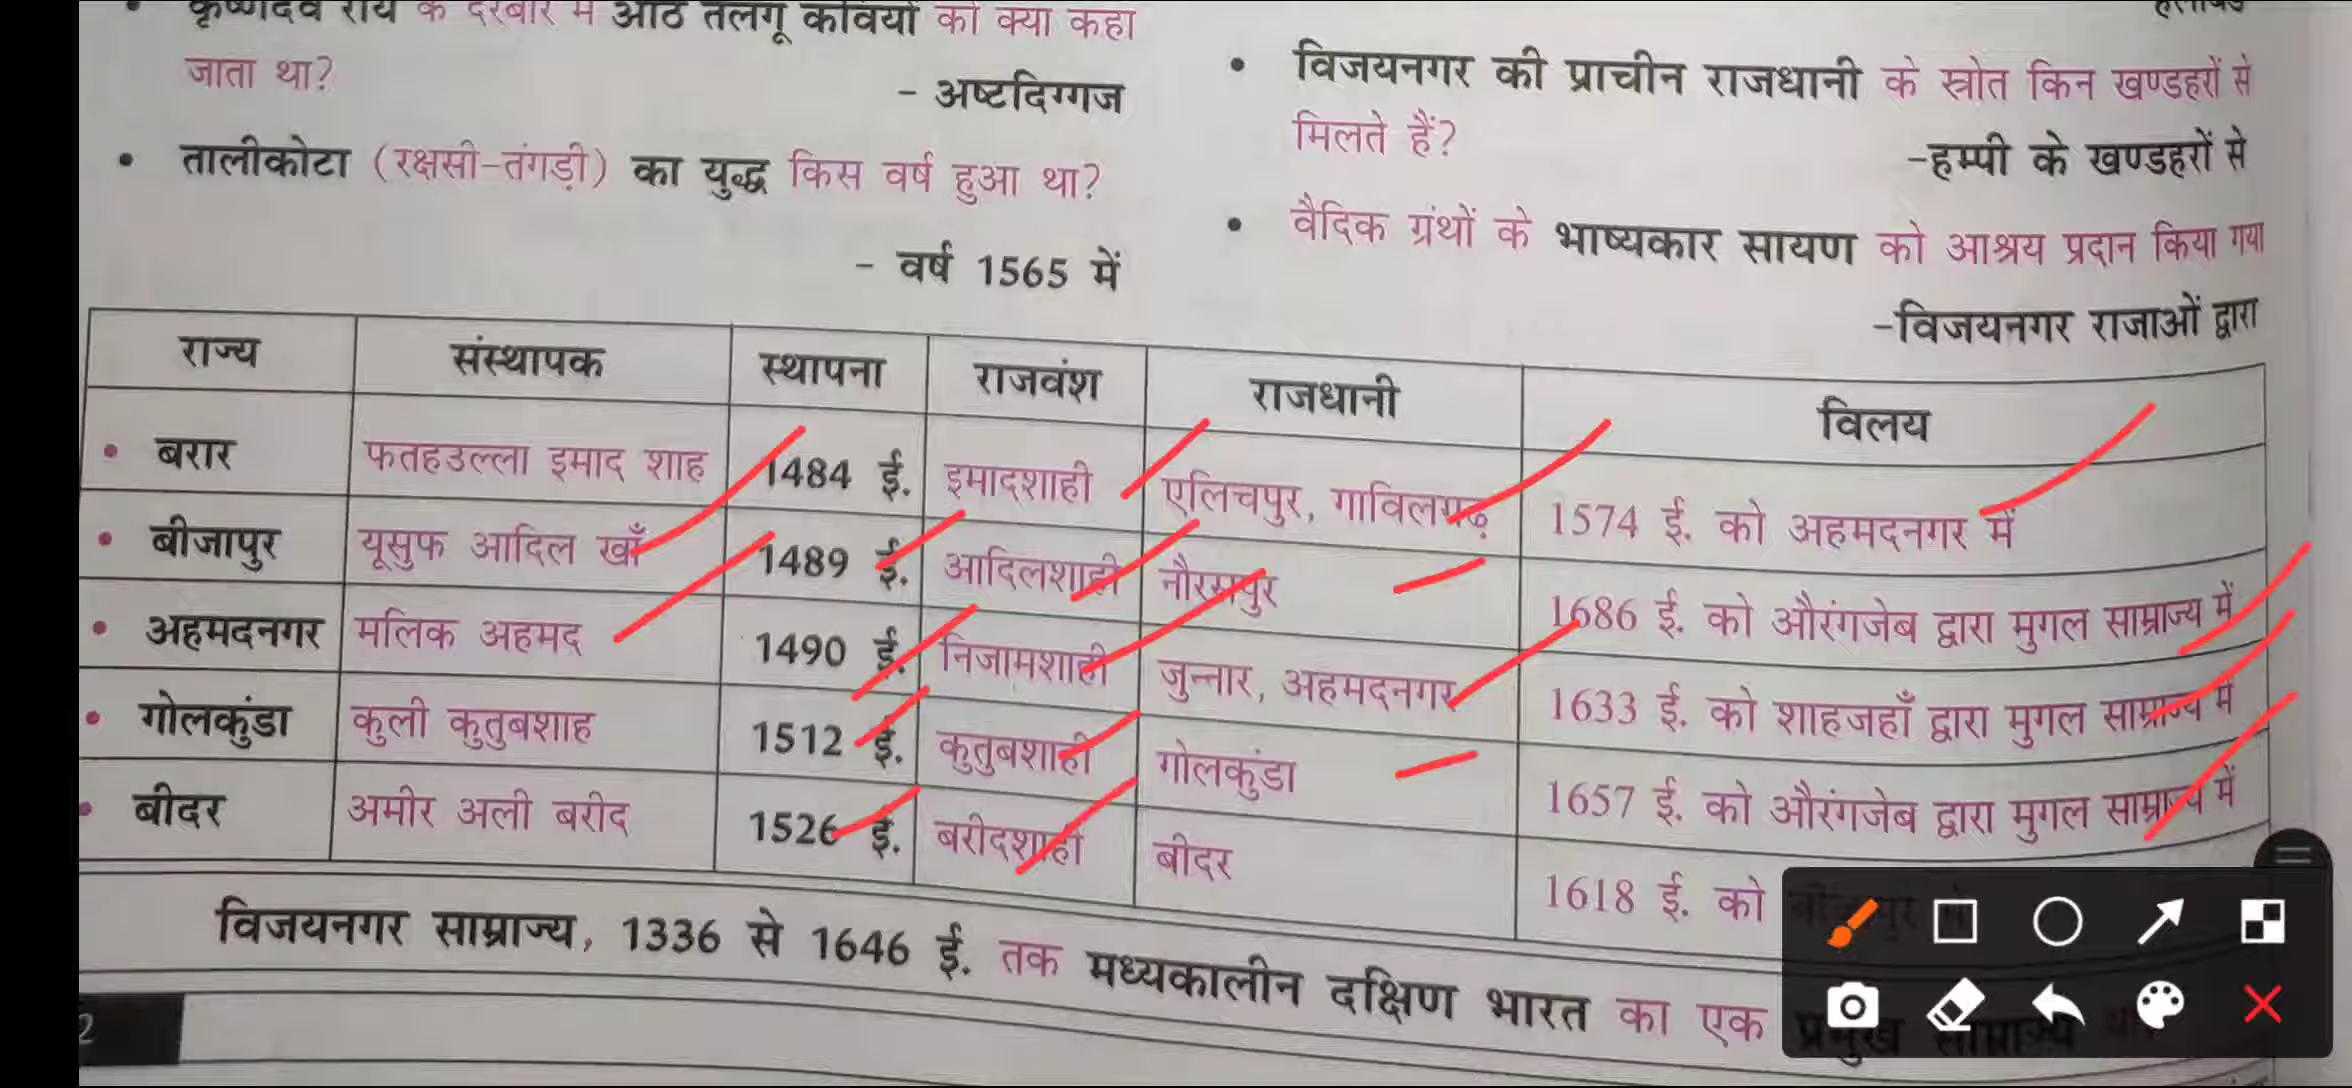 कृष्णदेव राय के दरबार में आठ तेलगू कवियों को क्या कहा
जाता था?
- अष्टदिग्गज
• तालीकोटा (रक्षसी-तंगड़ी) का युद्ध किस वर्ष हुआ था?
- वर्ष 1565 में
• विजयनगर की प्राचीन राजधानी के स्त्रोत किन खण्डहरों से
मिलते हैं?
-हम्पी के खण्डहरों से
• वैदिक ग्रंथों के भाष्यकार सायण को आश्रय प्रदान किया गया
-विजयनगर राजाओं द्वारा
राज्य संस्थापक स्थापना राजवंश राजधानी विलय
• बरार फतहउल्ला इमाद शाह 1484 ई. इमादशाही एलिचपुर, गाविलगढ़ 1574 ई. को अहमदनगर में
• बीजापुर यूसुफ आदिल खाँ 1489 ई. आदिलशाही नौरसपुर 1686 ई. को औरंगजेब द्वारा मुगल साम्राज्य में
• अहमदनगर मलिक अहमद 1490 ई. निजामशाही जुन्नार, अहमदनगर 1633 ई. को शाहजहाँ द्वारा मुगल साम्राज्य में
• गोलकुंडा कुली कुतुबशाह 1512 ई. कुतुबशाही गोलकुंडा 1657 ई. को औरंगजेब द्वारा मुगल साम्राज्य में
• बीदर अमीर अली बरीद 1526 ई. बरीदशाही बीदर 1618 ई. को
विजयनगर साम्राज्य, 1336 से 1646 ई. तक मध्यकालीन दक्षिण भारत का एक प्रमुख साम्राज्य
2